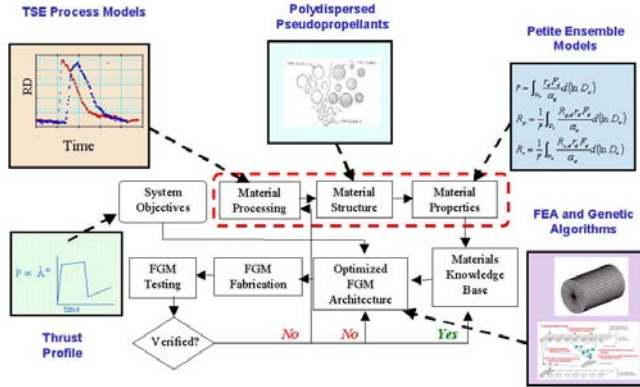 TSE Process Models
Polydispersed
Pseudopropellants
Petite Ensemble
Models
RD
Time
System
Objectives
Material
Processing
Material
Structure
Material
Properties
FEA and Genetic
Algorithms
P ∝ Åⁿ
time
Thrust
Profile
FGM
Testing
FGM
Fabrication
Optimized
FGM
Architecture
Materials
Knowledge
Base
Verified?
No
No
Yes